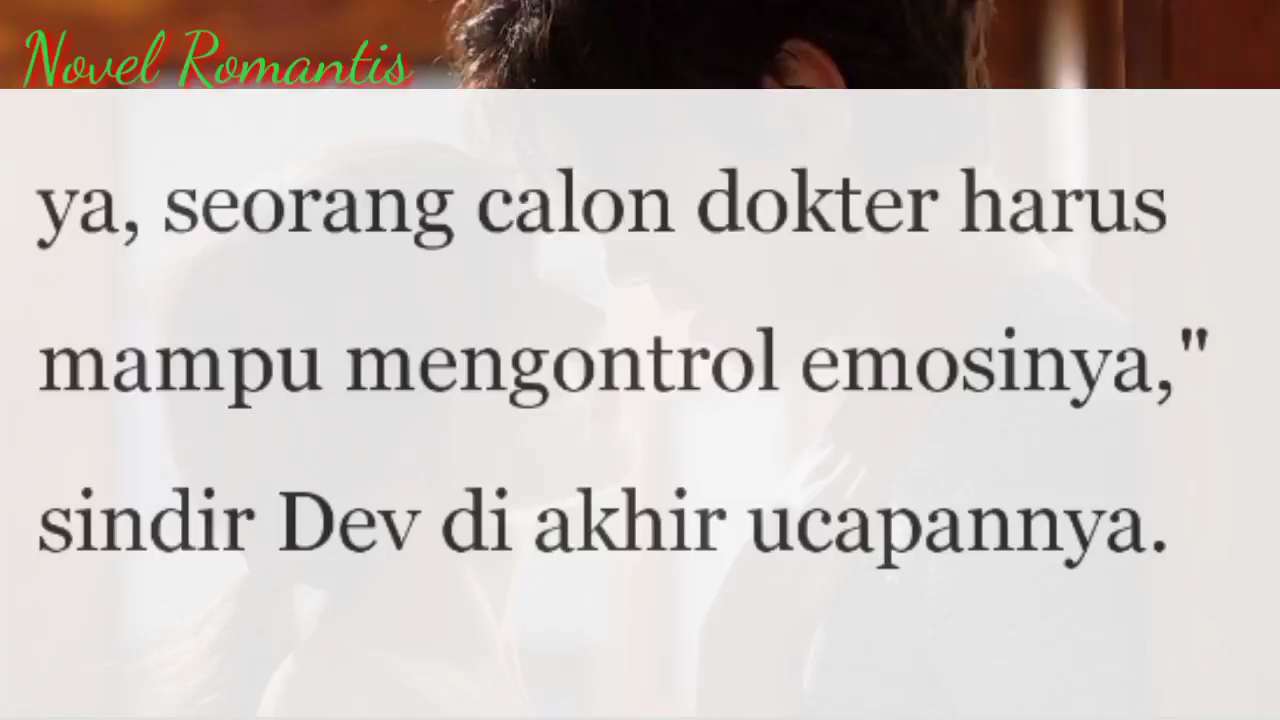 Novel Romantis
ya, seorang calon dokter harus
mampu mengontrol emosinya,"
sindir Dev di akhir ucapannya.